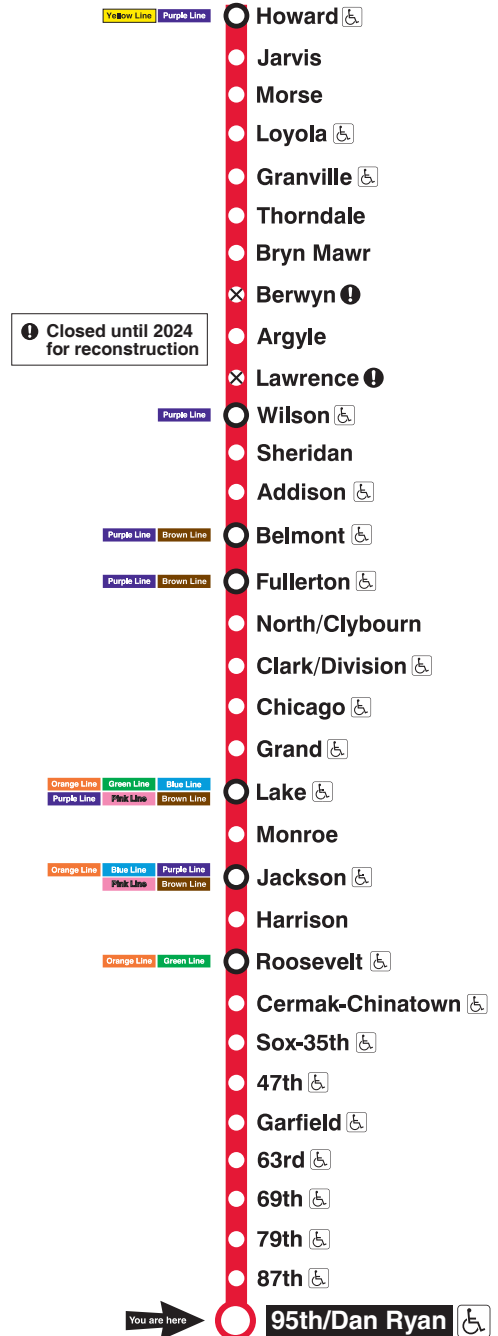 Yellow Line Purple Line Howard
Jarvis
Morse
Loyola
Granville
Thorndale
Bryn Mawr
Berwyn !
! Closed until 2024
for reconstruction
Argyle
Lawrence !
Purple Line Wilson
Sheridan
Addison
Purple Line Brown Line Belmont
Purple Line Brown Line Fullerton
North/Clybourn
Clark/Division
Chicago
Grand
Orange Line Green Line Blue Line
Purple Line Pink Line Brown Line
Lake
Monroe
Orange Line Blue Line Purple Line
Pink Line Brown Line
Jackson
Harrison
Orange Line Green Line Roosevelt
Cermak-Chinatown
Sox-35th
47th
Garfield
63rd
69th
79th
87th
You are here 95th/Dan Ryan